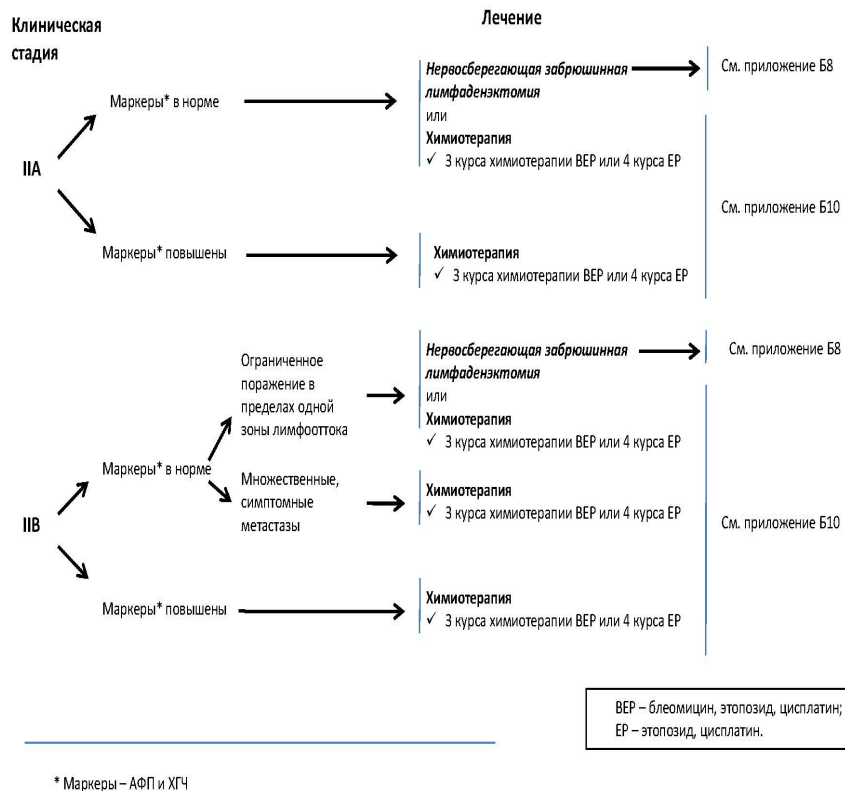 Клиническая
стадия
Лечение
IIA
Маркеры* в норме
Нервосберегающая забрюшинная
лимфаденэктомия
или
Химиотерапия
✓ 3 курса химиотерапии BEP или 4 курса EP
См. приложение Б8
Маркеры* повышены
Химиотерапия
✓ 3 курса химиотерапии BEP или 4 курса EP
См. приложение Б10
IIB
Маркеры* в норме
Ограниченное
поражение в
пределах одной
зоны лимфооттока
Нервосберегающая забрюшинная
лимфаденэктомия
или
Химиотерапия
✓ 3 курса химиотерапии BEP или 4 курса EP
См. приложение Б8
Множественные,
симптомные
метастазы
Химиотерапия
✓ 3 курса химиотерапии BEP или 4 курса EP
См. приложение Б10
Маркеры* повышены
Химиотерапия
✓ 3 курса химиотерапии BEP или 4 курса EP
BEP – блеомицин, этопозид, цисплатин;
EP – этопозид, цисплатин.
* Маркеры – АФП и ХГЧ